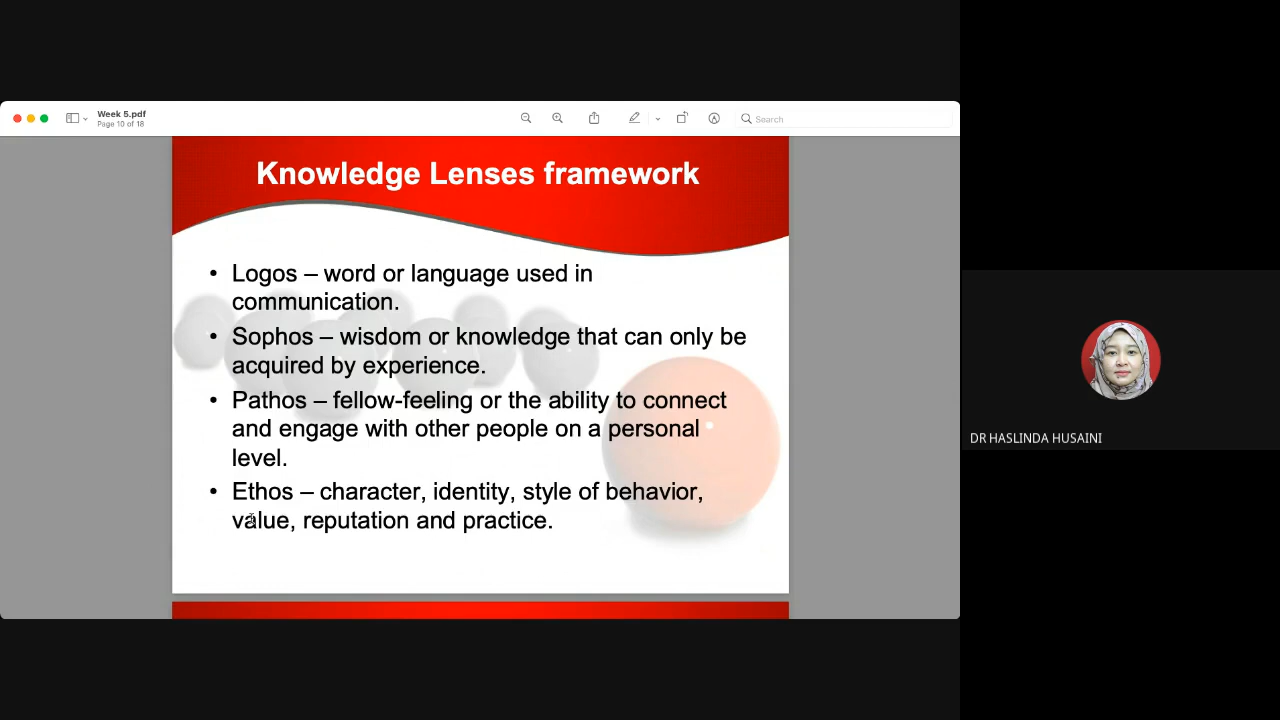 Week 5.pdf
Page 10 of 18
Search
Knowledge Lenses framework
• Logos – word or language used in
communication.
• Sophos – wisdom or knowledge that can only be
acquired by experience.
• Pathos – fellow-feeling or the ability to connect
and engage with other people on a personal
level.
• Ethos – character, identity, style of behavior,
value, reputation and practice.
DR HASLINDA HUSAINI